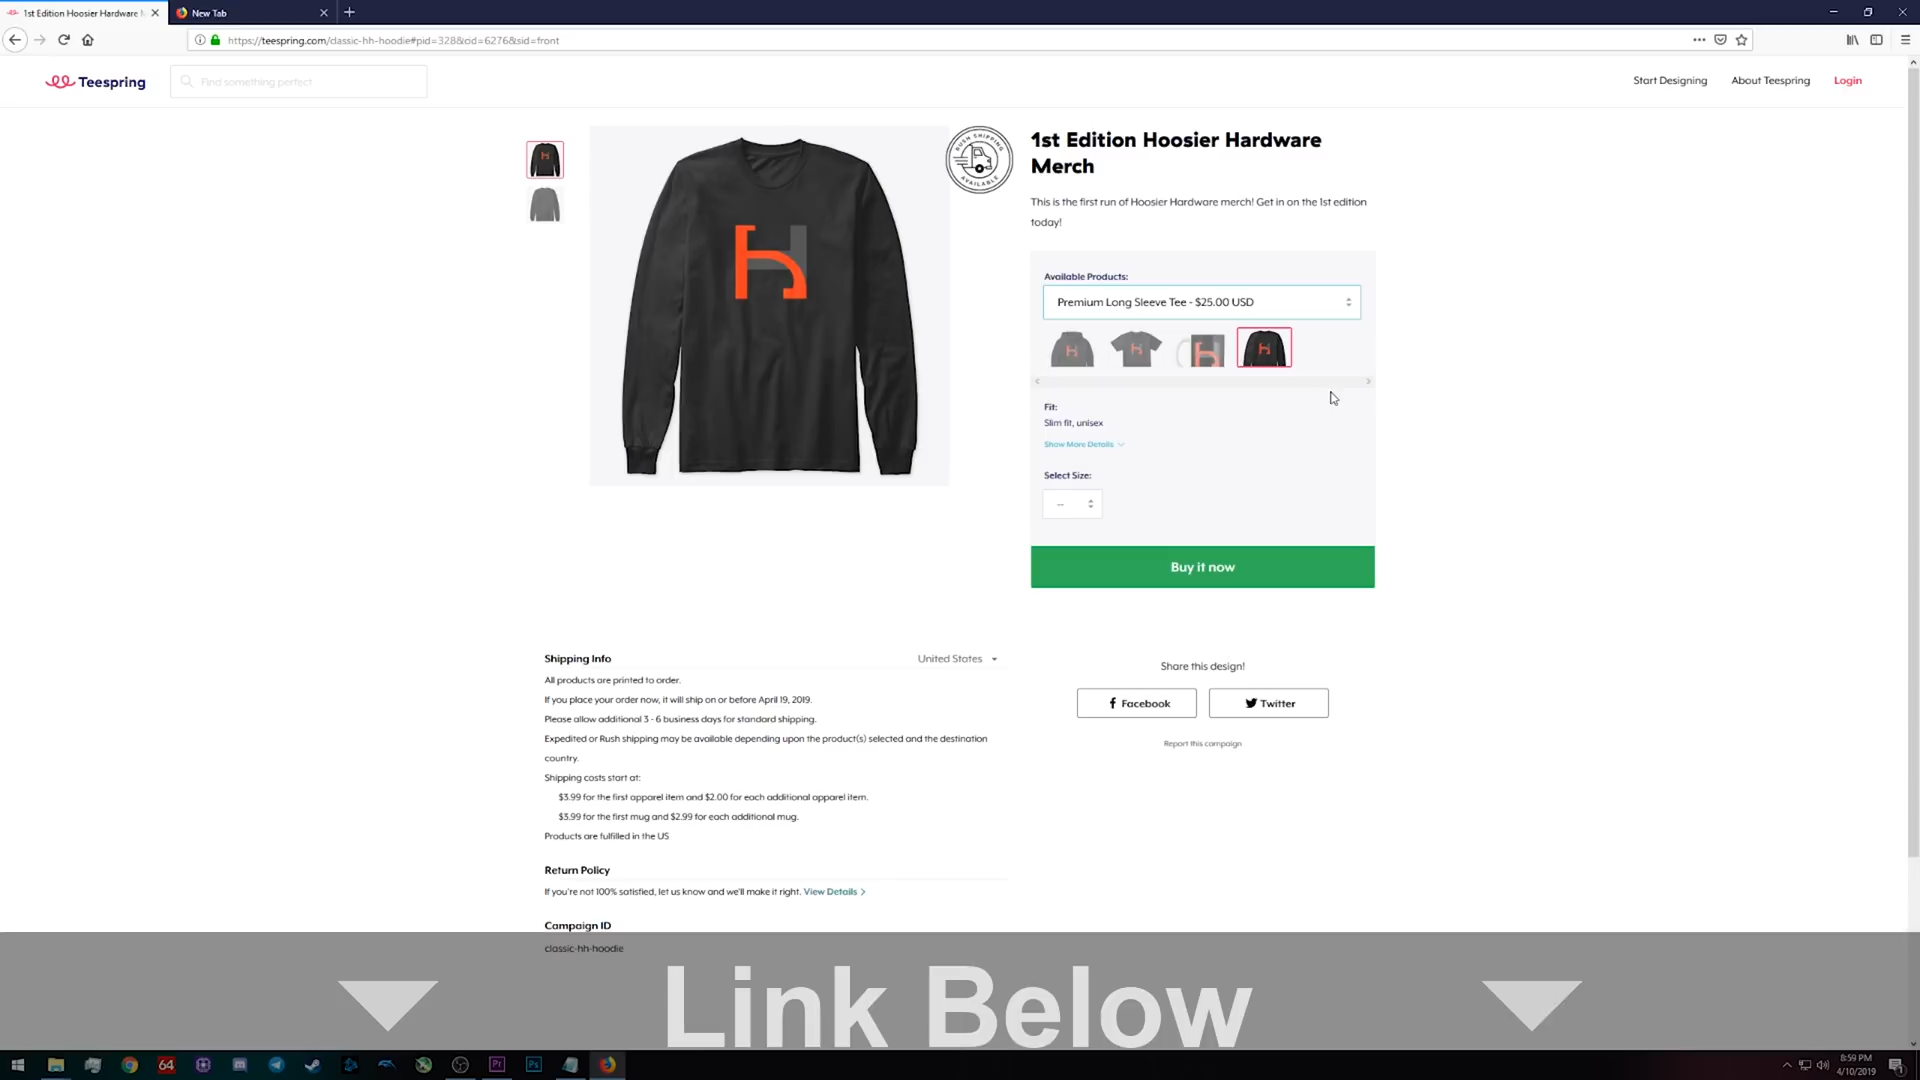 1st Edition Hoosier Hardware M
New Tab
https://teespring.com/classic-hh-hoodie#pid=328&cid=6276&sid=front
Teespring
Find something perfect
Start Designing
About Teespring
Login
RUSH SHIPPING
AVAILABLE
1st Edition Hoosier Hardware
Merch
This is the first run of Hoosier Hardware merch! Get in on the 1st edition
today!
Available Products:
Premium Long Sleeve Tee - $25.00 USD
Fit:
Slim fit, unisex
Show More Details
Select Size:
--
Buy it now
Shipping Info
United States
All products are printed to order.
If you place your order now, it will ship on or before April 19, 2019.
Please allow additional 3 - 6 business days for standard shipping.
Expedited or Rush shipping may be available depending upon the product(s) selected and the destination
country.
Shipping costs start at:
$3.99 for the first apparel item and $2.00 for each additional apparel item.
$3.99 for the first mug and $2.99 for each additional mug.
Products are fulfilled in the US
Share this design!
Facebook
Twitter
Report this campaign
Return Policy
If you're not 100% satisfied, let us know and we'll make it right. View Details >
Campaign ID
classic-hh-hoodie
Link Below
64
Pr
Ps
8:59 PM
4/10/2019